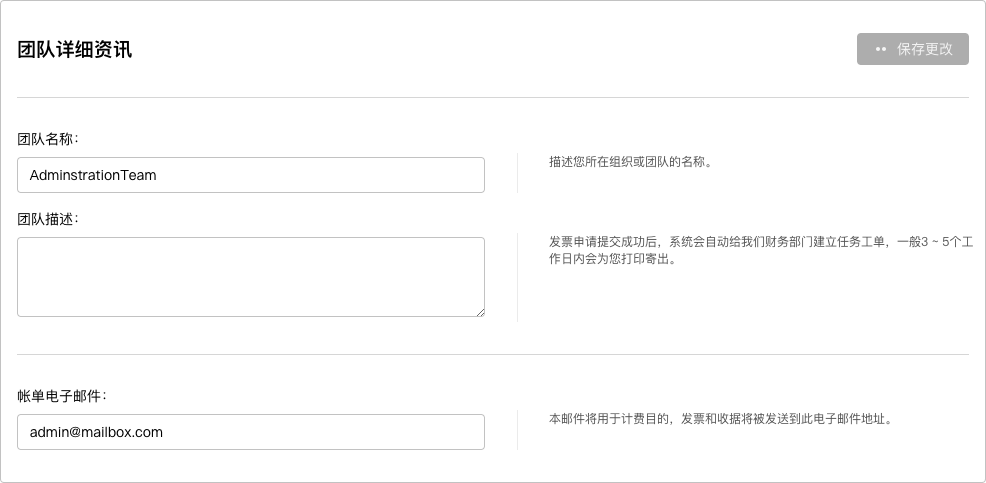 团队详细资讯
保存更改
团队名称：
AdminstrationTeam
描述您所在组织或团队的名称。
团队描述：
发票申请提交成功后，系统会自动给我们财务部门建立任务工单，一般3 ~ 5个工
作日内会为您打印寄出。
帐单电子邮件：
admin@mailbox.com
本邮件将用于计费目的，发票和收据将被发送到此电子邮件地址。